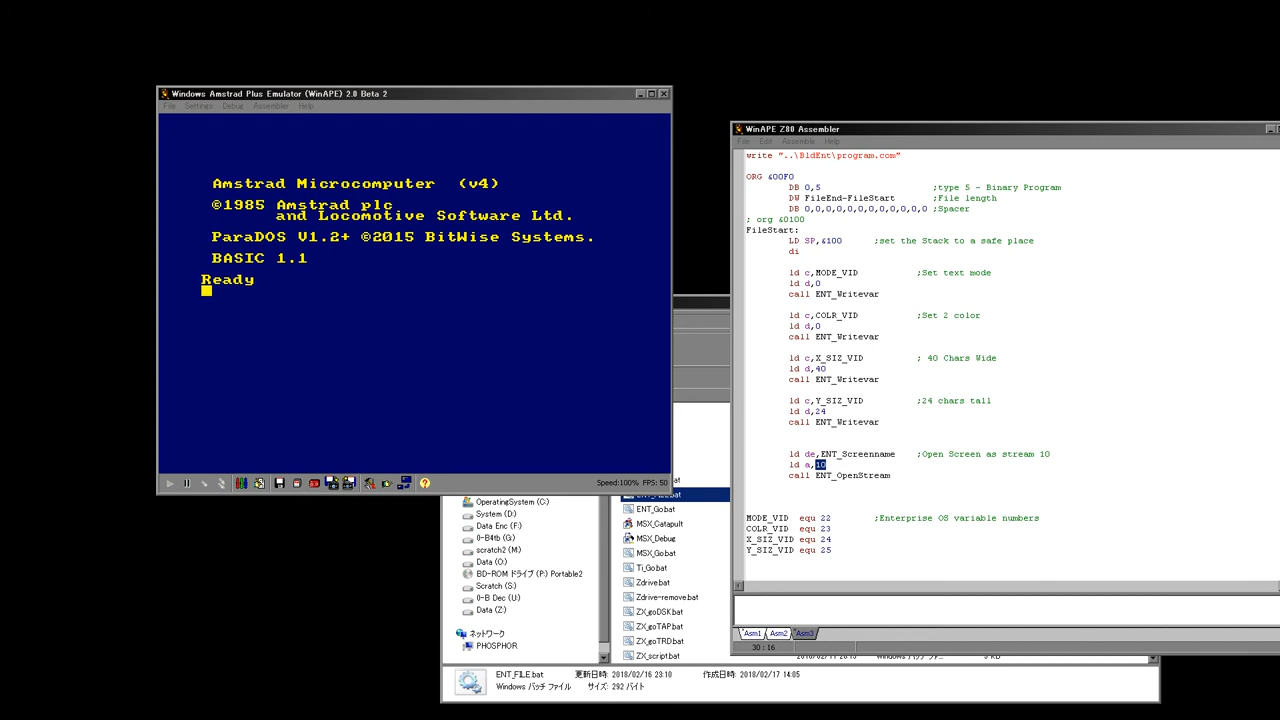 Windows Amstrad Plus Emulator (WinAPE) 2.0 Beta 2
File Settings Debug Assembler Help
Amstrad Microcomputer (v4)
©1985 Amstrad plc
and Locomotive Software Ltd.
ParaDOS V1.2+ ©2015 BitWise Systems.
BASIC 1.1
Ready
Speed:100% FPS: 50
WinAPE Z80 Assembler
File Edit Assemble Help
write "..\BldEnt\program.com"
ORG &00F0
DB 0,5 ;type 5 - Binary Program
DW FileEnd-FileStart ;File length
DB 0,0,0,0,0,0,0,0,0,0,0,0 ;Spacer
; org &0100
FileStart:
LD SP,&100 ;set the Stack to a safe place
di
ld c,MODE_VID ;Set text mode
ld d,0
call ENT_Writevar
ld c,COLR_VID ;Set 2 color
ld d,0
call ENT_Writevar
ld c,X_SIZ_VID ; 40 Chars Wide
ld d,40
call ENT_Writevar
ld c,Y_SIZ_VID ;24 chars tall
ld d,24
call ENT_Writevar
ld de,ENT_Screenname ;Open Screen as stream 10
ld a,10
call ENT_OpenStream
MODE_VID equ 22 ;Enterprise OS variable numbers
COLR_VID equ 23
X_SIZ_VID equ 24
Y_SIZ_VID equ 25
Asm1 Asm2 Asm3
30 : 16
OperatingSystem (C:)
System (D:)
Data Enc (F:)
0-B4tb (G:)
scratch2 (M:)
Data (O:)
BD-ROM ドライブ (P:) Portable2
Scratch (S:)
0-B Dec (U:)
Data (Z:)
ネットワーク
PHOSPHOR
ENT_Go.bat
MSX_Catapult
MSX_Debug
MSX_Go.bat
Ti_Go.bat
Zdrive.bat
Zdrive-remove.bat
ZX_goDSK.bat
ZX_goTAP.bat
ZX_goTRD.bat
ZX_script.bat
ENT_FILE.bat 更新日時: 2018/02/16 23:10 作成日時: 2018/02/17 14:05
Windows バッチ ファイル サイズ: 292 バイト